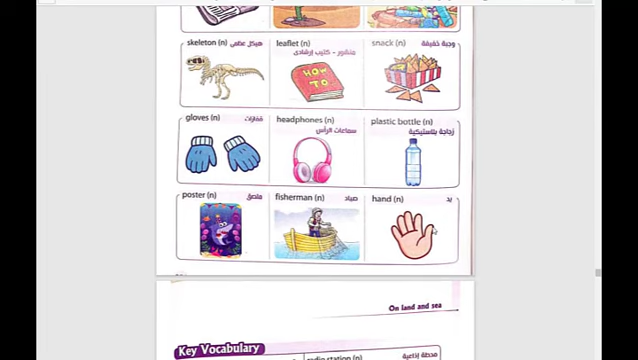 skeleton (n) هيكل عظمي
leaflet (n)
منشور - كتيب إرشادي
snack (n) وجبة خفيفة
HOW
TO
gloves (n) قفازات
headphones (n)
سماعات الرأس
plastic bottle (n)
زجاجة بلاستيكية
poster (n) ملصق
fisherman (n) صياد
hand (n) يد
On land and sea
Key Vocabulary
radio station (n) محطة إذاعية